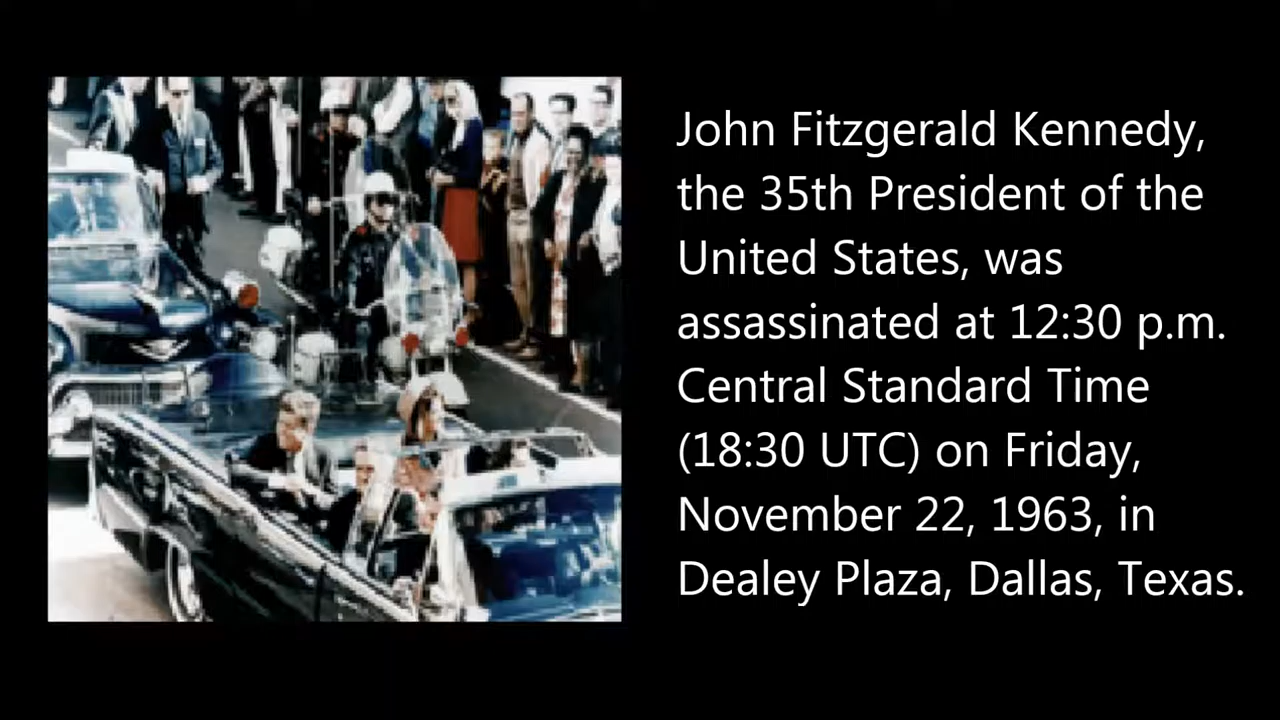 John Fitzgerald Kennedy,
the 35th President of the
United States, was
assassinated at 12:30 p.m.
Central Standard Time
(18:30 UTC) on Friday,
November 22, 1963, in
Dealey Plaza, Dallas, Texas.